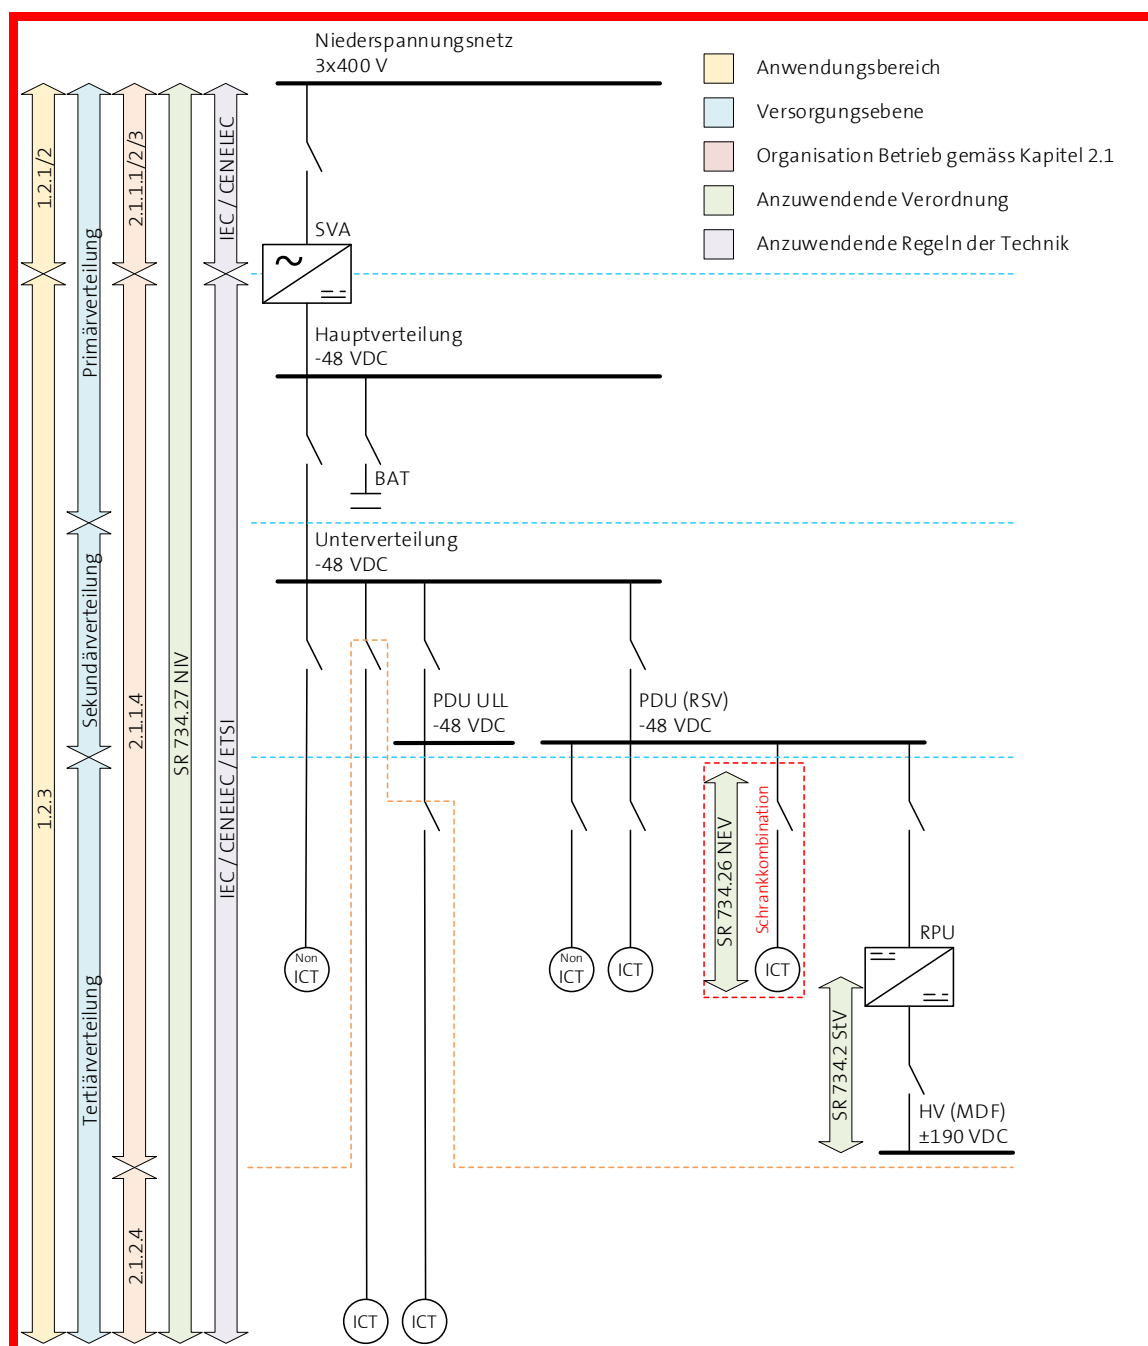 Niederspannungsnetz
3x400 V
Anwendungsbereich
Versorgungsebene
Organisation Betrieb gemäss Kapitel 2.1
Anzuwendende Verordnung
Anzuwendende Regeln der Technik
1.2.1/2
1.2.3
Primärverteilung
Sekundärverteilung
Tertiärverteilung
2.1.1.1/2/3
2.1.1.4
2.1.2.4
SR 734.27 NIV
IEC / CENELEC
IEC / CENELEC / ETSI
SVA
Hauptverteilung
-48 VDC
BAT
Unterverteilung
-48 VDC
PDU ULL
-48 VDC
PDU (RSV)
-48 VDC
SR 734.26 NEV
Schrankkombination
Non
ICT
Non
ICT
ICT
ICT
RPU
SR 734.2 StV
HV (MDF)
±190 VDC
ICT
ICT